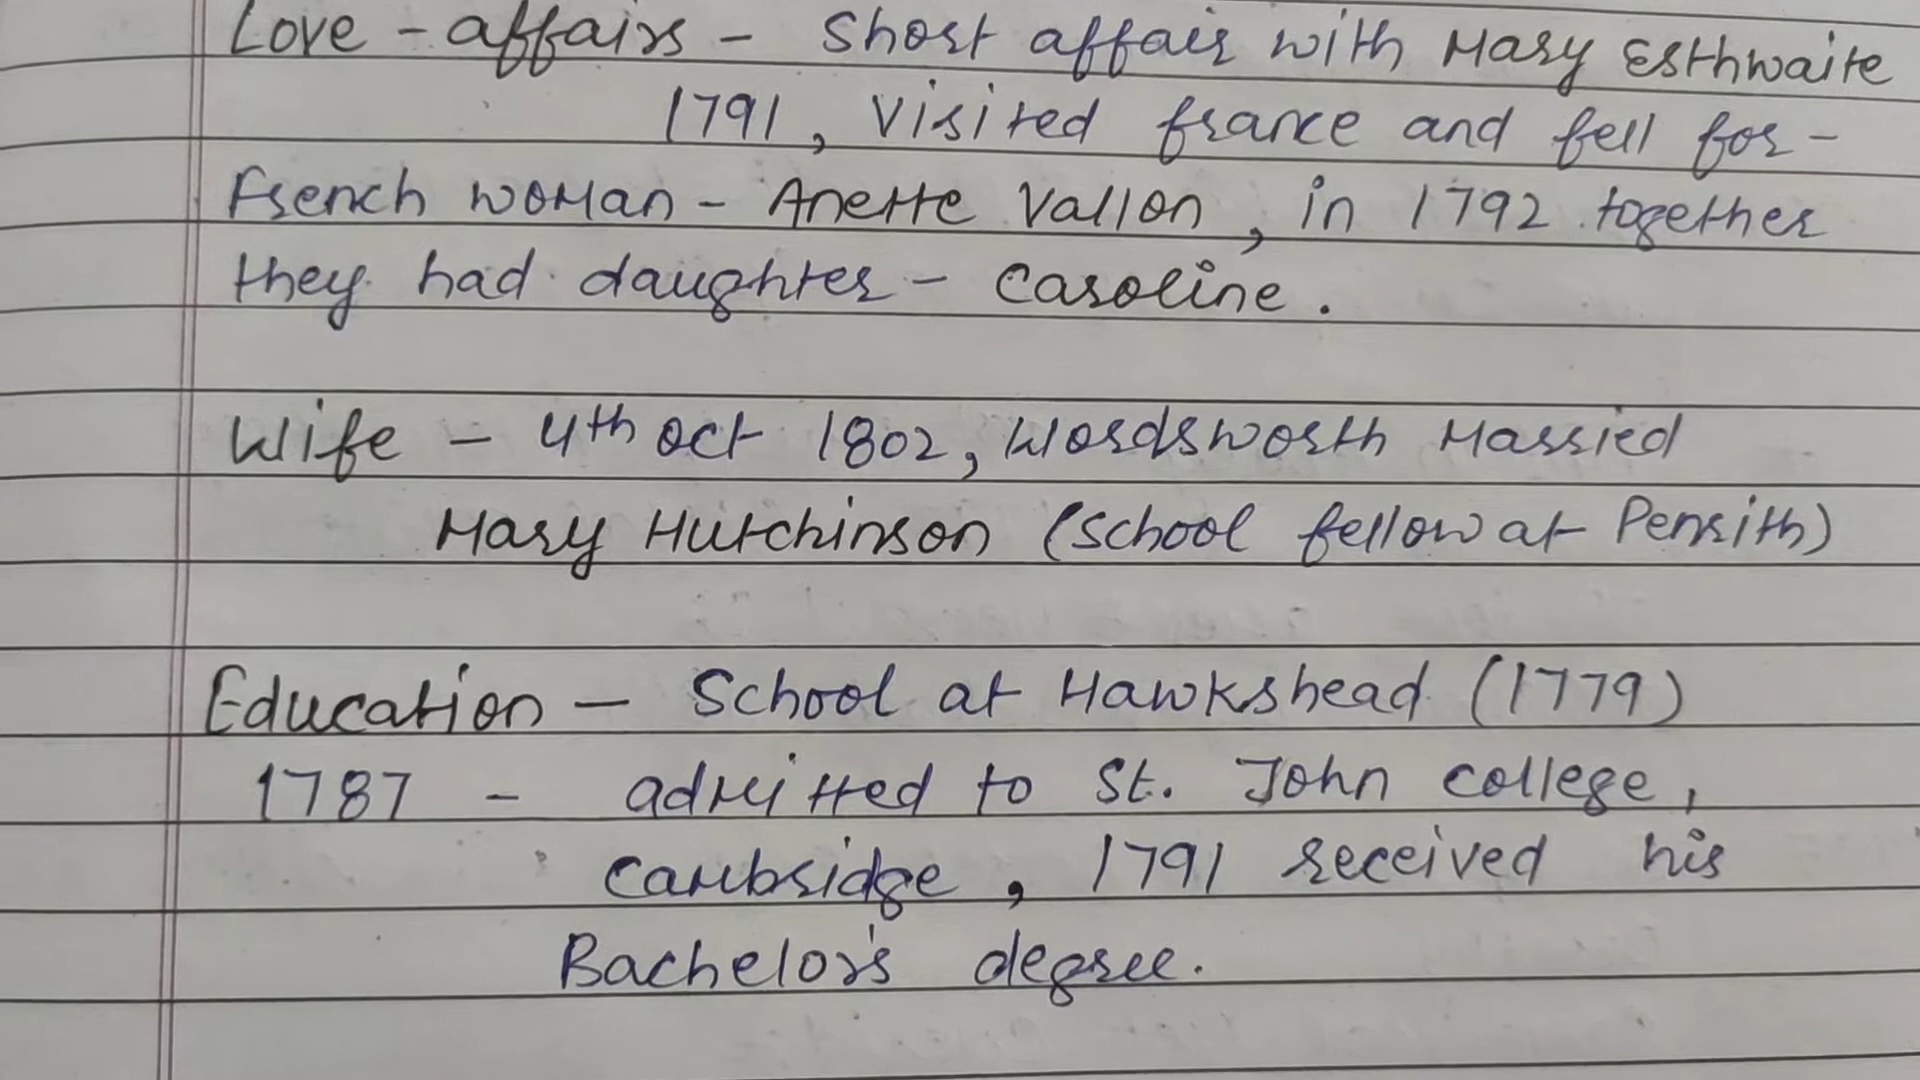 Love - affairs - Short affair with Mary Esthwaite
1791, Visited france and fell for -
French woman - Anette Vallon, in 1792 together
they had daughter - Caroline.
Wife - 4th oct 1802, Wordsworth Married
Mary Hutchinson (School fellow at Penrith)
Education - School at Hawkshead (1779)
1787 - admitted to St. John college,
Cambridge, 1791 received his
Bachelor's degree.